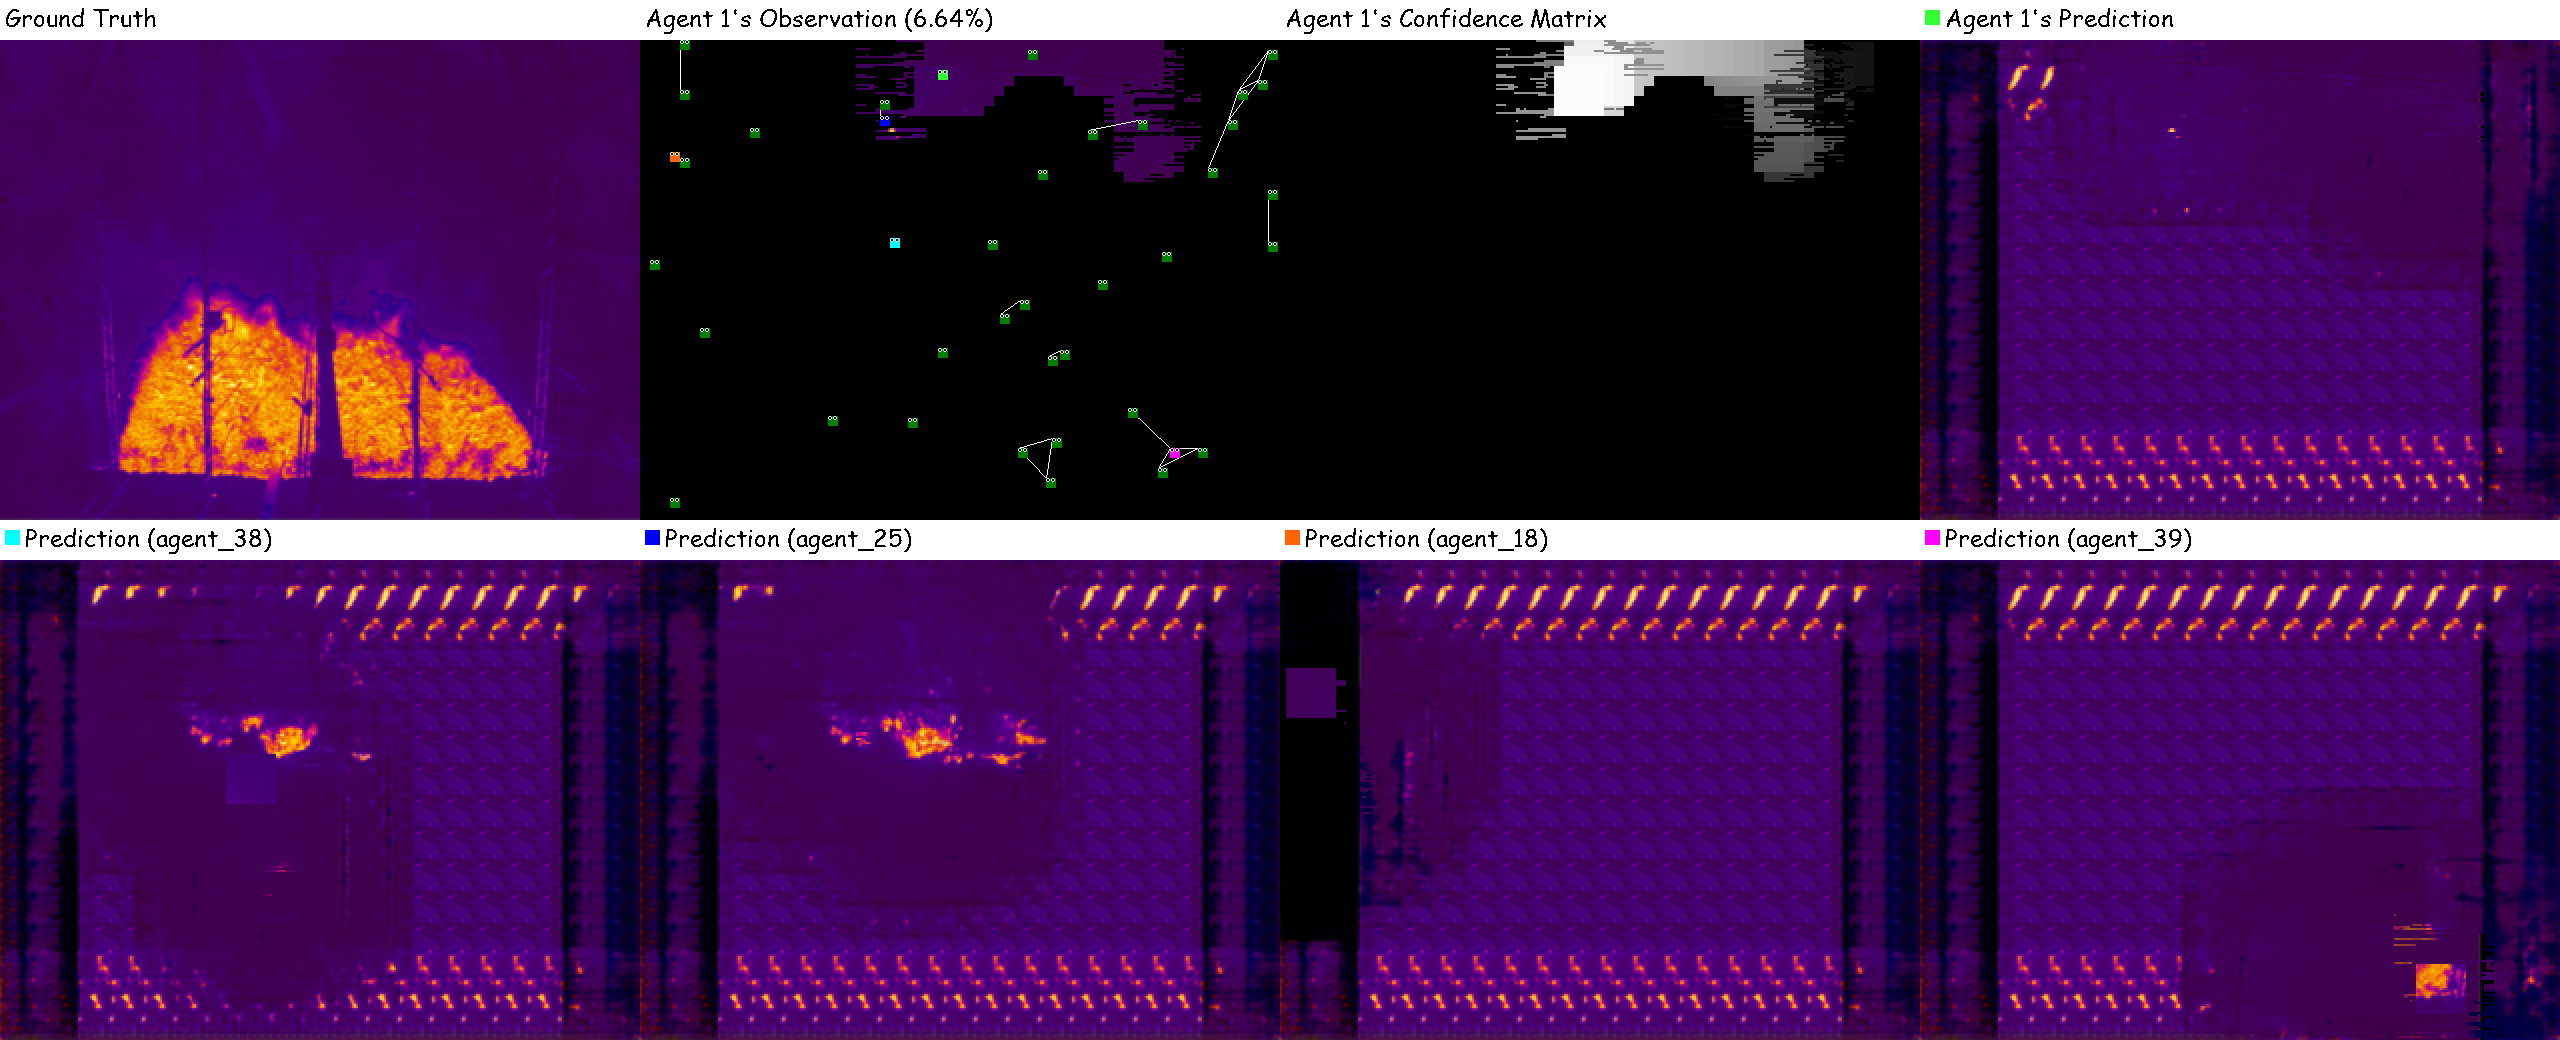 Ground Truth
Agent 1's Observation (6.64%)
Agent 1's Confidence Matrix
Agent 1's Prediction
Prediction (agent_38)
Prediction (agent_25)
Prediction (agent_18)
Prediction (agent_39)